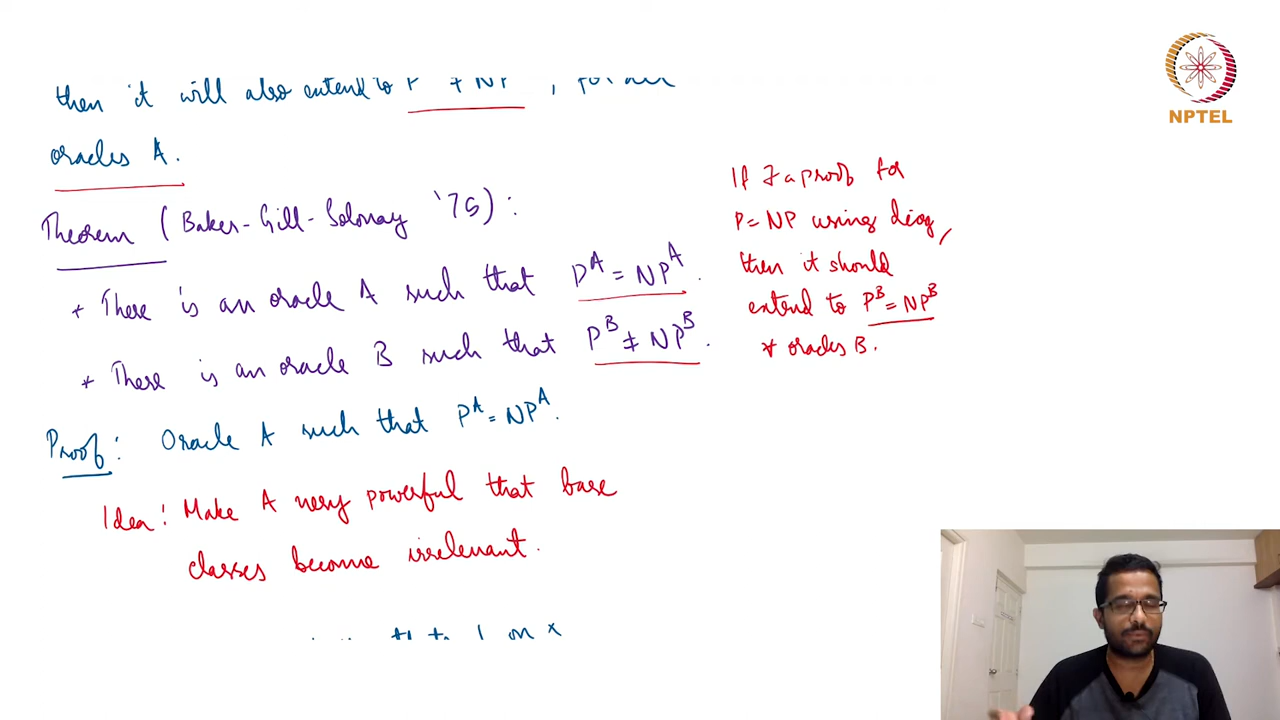 then it will also extend to P ≠ NP, for all
oracles A.
Theorem (Baker-Gill-Solovay '75):
* There is an oracle A such that P^A = NP^A.
* There is an oracle B such that P^B ≠ NP^B.
Proof: Oracle A such that P^A = NP^A.
Idea: Make A very powerful that base
classes become irrelevant.
on x
If ∃ a proof for
P = NP using diag,
then it should
extend to P^B = NP^B
∀ oracles B.
NPTEL